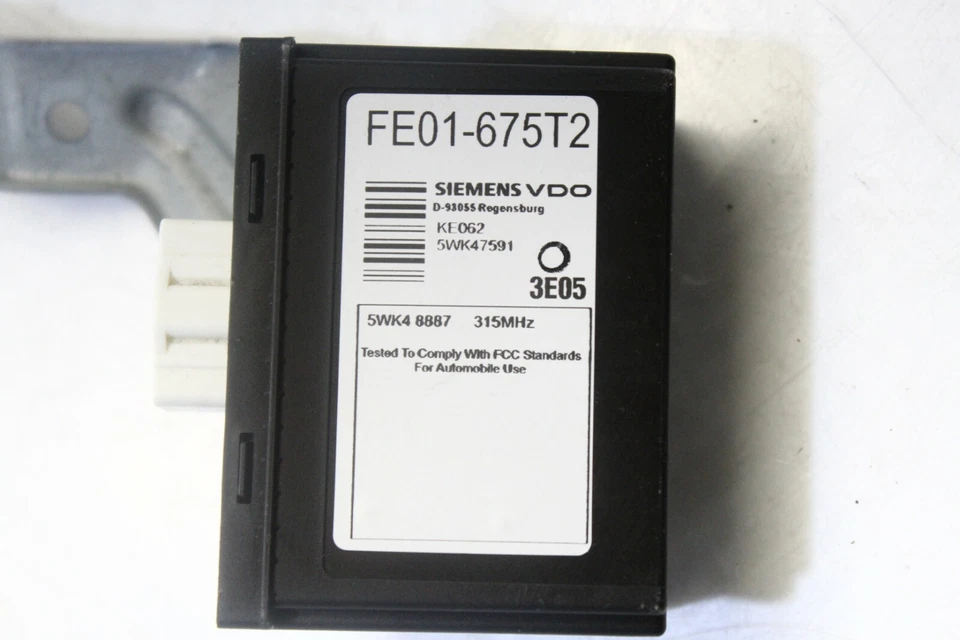 FE01-675T2
SIEMENS VDO
D-93055 Regensburg
KE062
5WK47591
3E05
5WK4 8887 315MHz
Tested To Comply With FCC Standards
For Automobile Use